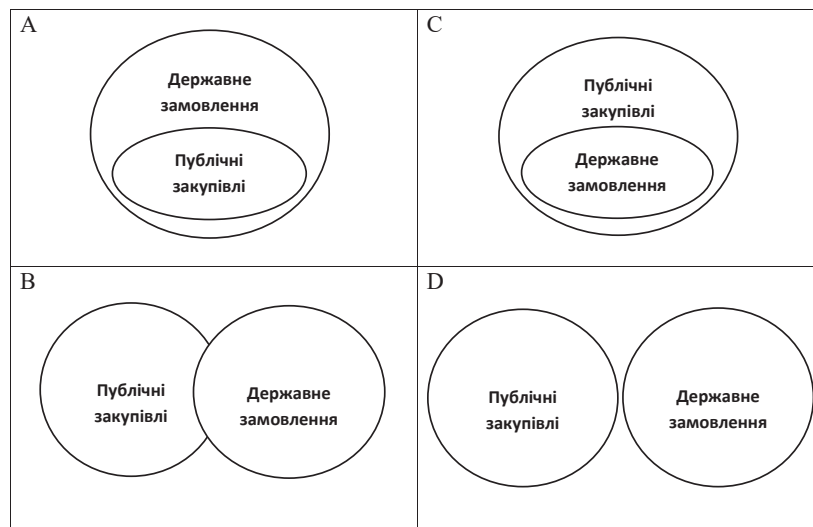 A
Державне
замовлення
Публічні
закупівлі
C
Публічні
закупівлі
Державне
замовлення
B
Публічні
закупівлі
Державне
замовлення
D
Публічні
закупівлі
Державне
замовлення